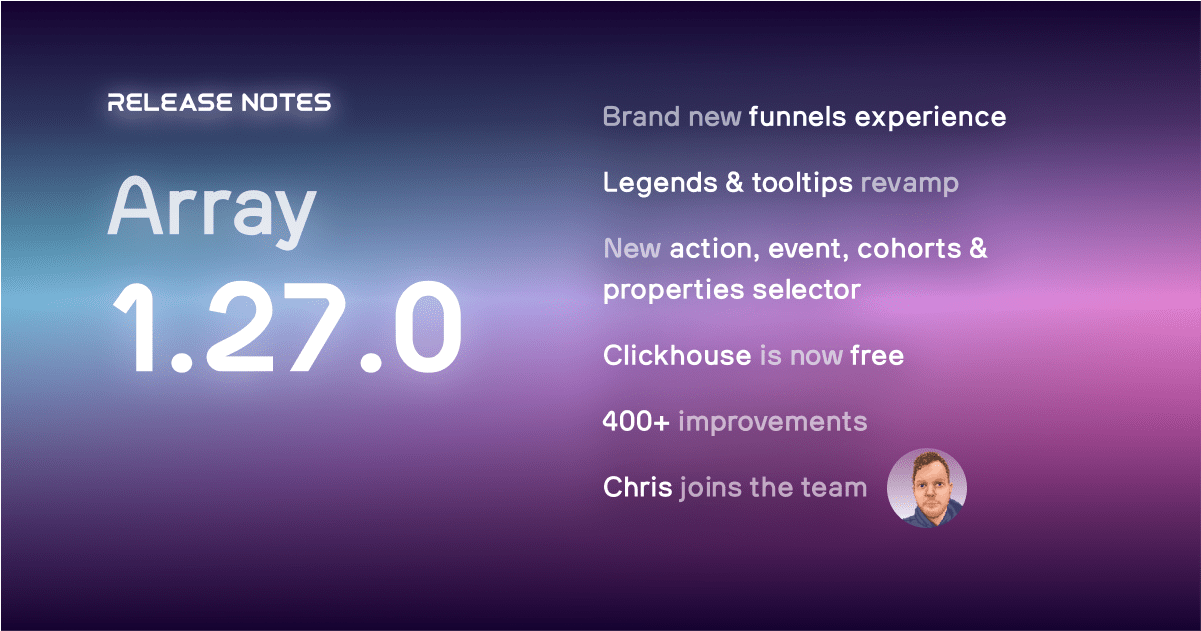 RELEASE NOTES
Array
1.27.0
Brand new funnels experience
Legends & tooltips revamp
New action, event, cohorts &
properties selector
Clickhouse is now free
400+ improvements
Chris joins the team